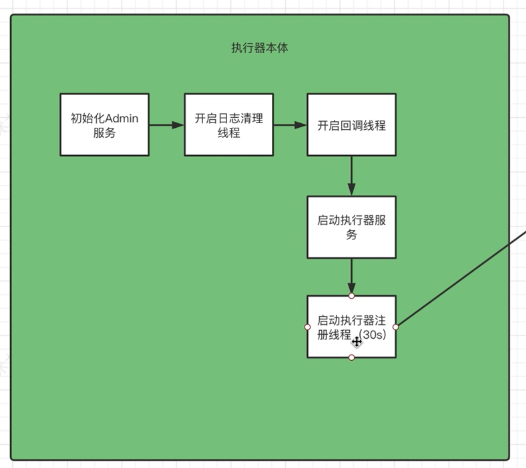 执行器本体
初始化Admin
服务
开启日志清理
线程
开启回调线程
启动执行器服
务
启动执行器注
册线程（30s）